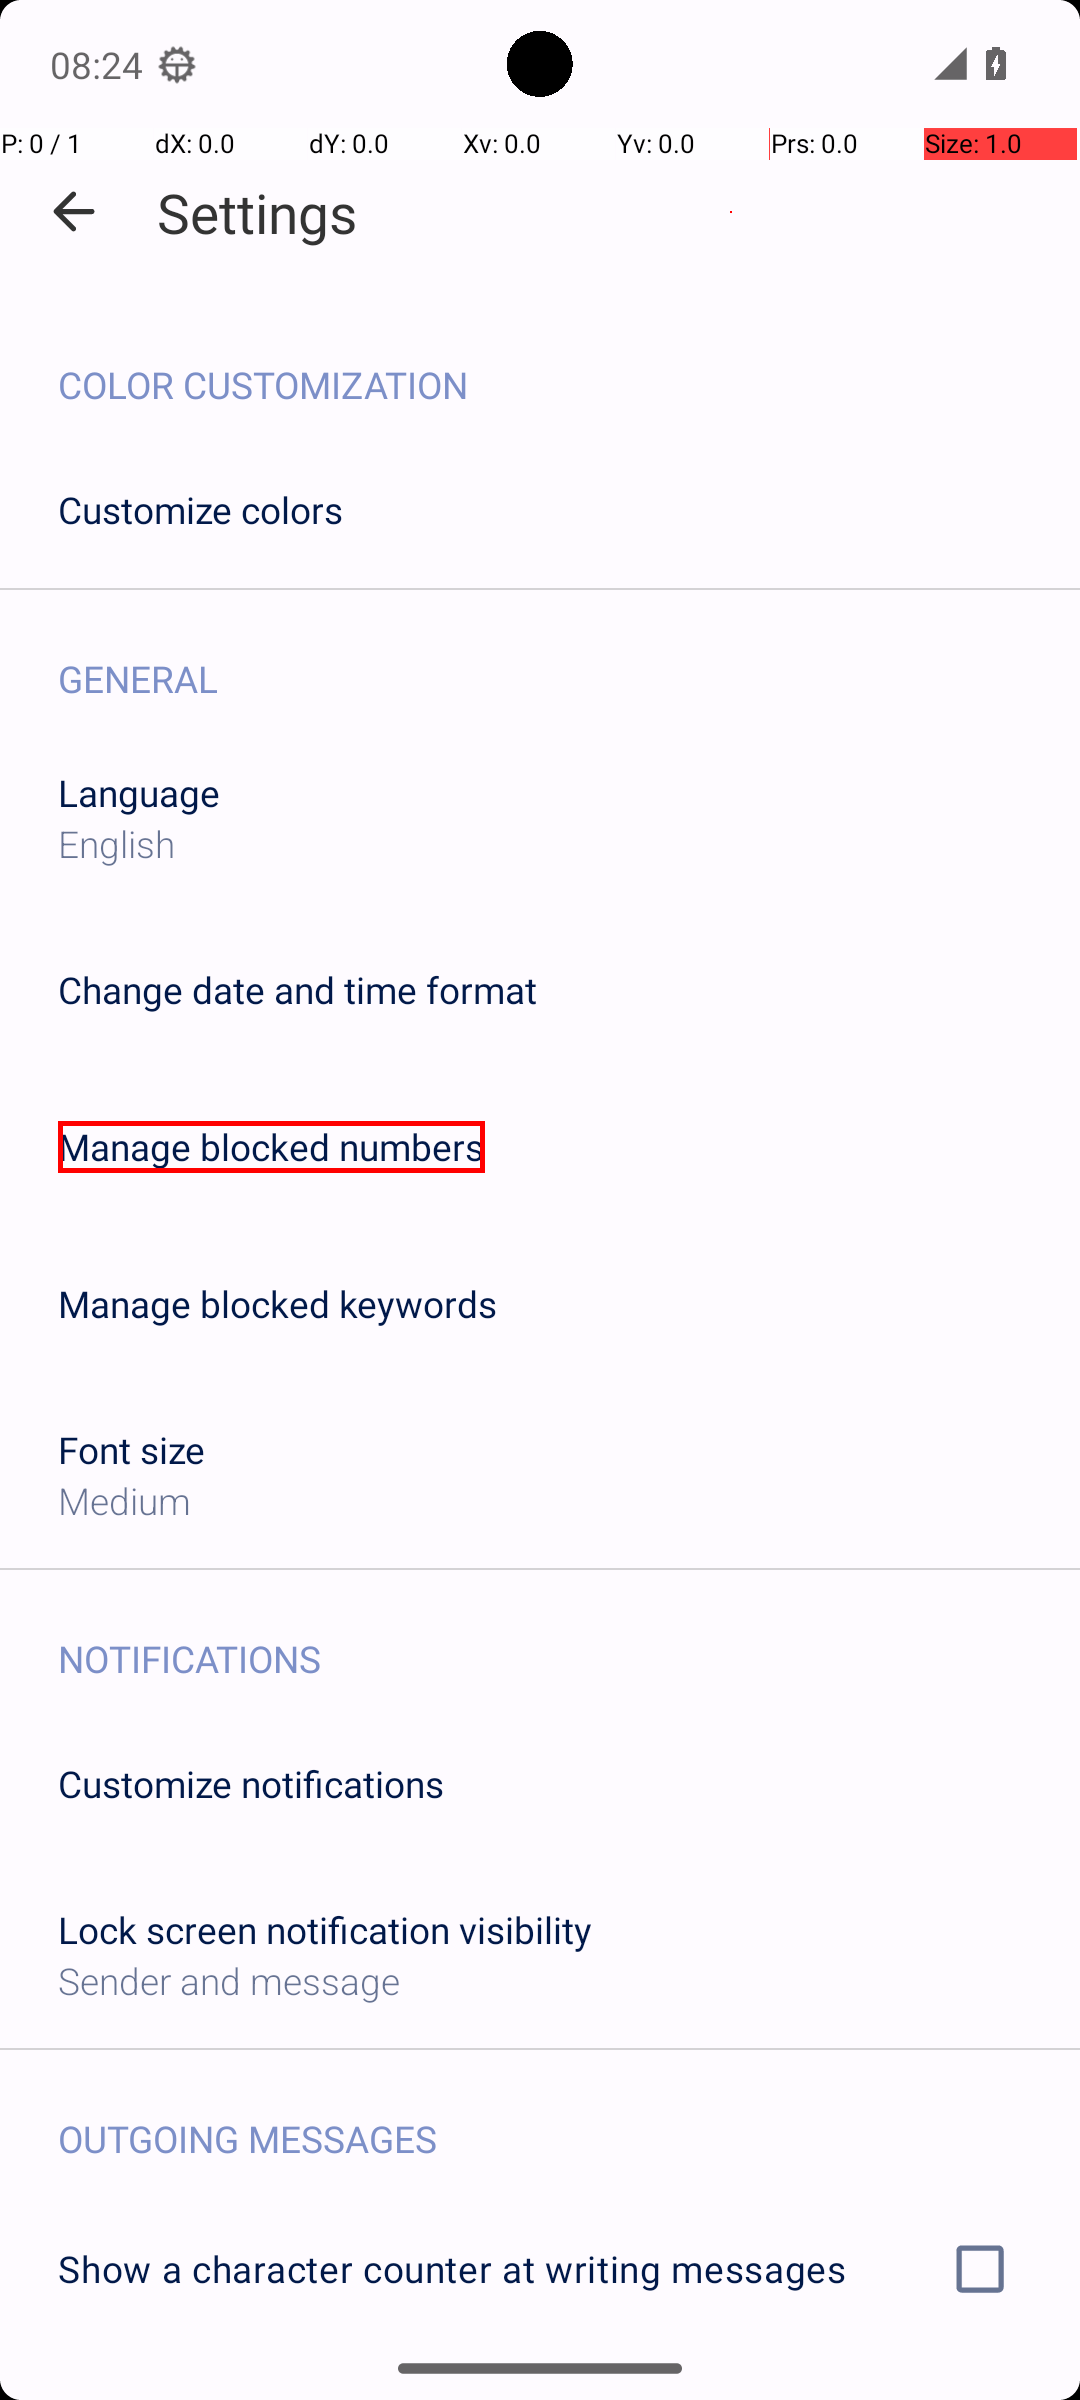 08:24
P: 0 / 1 dX: 0.0 dY: 0.0 Xv: 0.0 Yv: 0.0 Prs: 0.0 Size: 1.0
Settings
COLOR CUSTOMIZATION
Customize colors
GENERAL
Language
English
Change date and time format
Manage blocked numbers
Manage blocked keywords
Font size
Medium
NOTIFICATIONS
Customize notifications
Lock screen notification visibility
Sender and message
OUTGOING MESSAGES
Show a character counter at writing messages